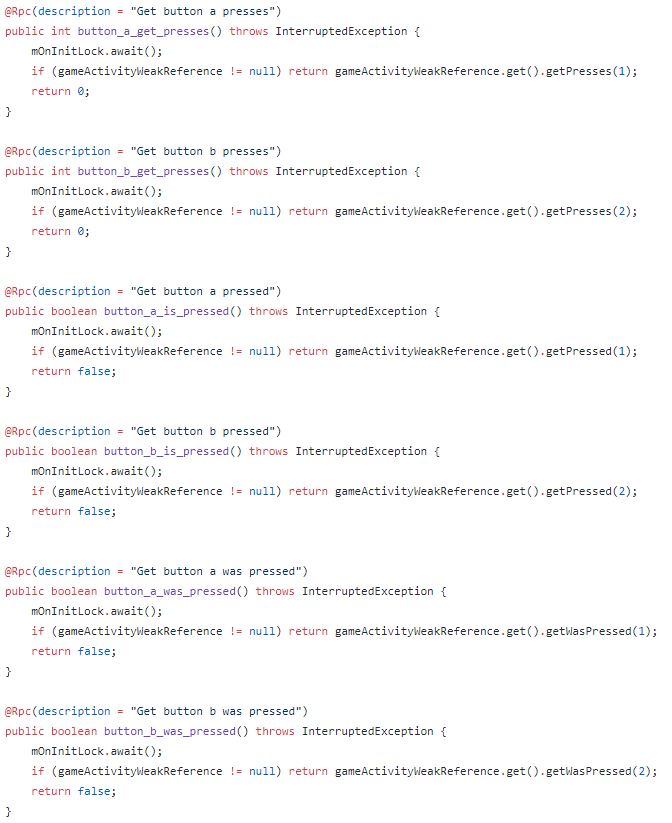 @Rpc(description = "Get button a presses")
public int button_a_get_presses() throws InterruptedException {
    mOnInitLock.await();
    if (gameActivityWeakReference != null) return gameActivityWeakReference.get().getPresses(1);
    return 0;
}

@Rpc(description = "Get button b presses")
public int button_b_get_presses() throws InterruptedException {
    mOnInitLock.await();
    if (gameActivityWeakReference != null) return gameActivityWeakReference.get().getPresses(2);
    return 0;
}

@Rpc(description = "Get button a pressed")
public boolean button_a_is_pressed() throws InterruptedException {
    mOnInitLock.await();
    if (gameActivityWeakReference != null) return gameActivityWeakReference.get().getPressed(1);
    return false;
}

@Rpc(description = "Get button b pressed")
public boolean button_b_is_pressed() throws InterruptedException {
    mOnInitLock.await();
    if (gameActivityWeakReference != null) return gameActivityWeakReference.get().getPressed(2);
    return false;
}

@Rpc(description = "Get button a was pressed")
public boolean button_a_was_pressed() throws InterruptedException {
    mOnInitLock.await();
    if (gameActivityWeakReference != null) return gameActivityWeakReference.get().getWasPressed(1);
    return false;
}

@Rpc(description = "Get button b was pressed")
public boolean button_b_was_pressed() throws InterruptedException {
    mOnInitLock.await();
    if (gameActivityWeakReference != null) return gameActivityWeakReference.get().getWasPressed(2);
    return false;
}